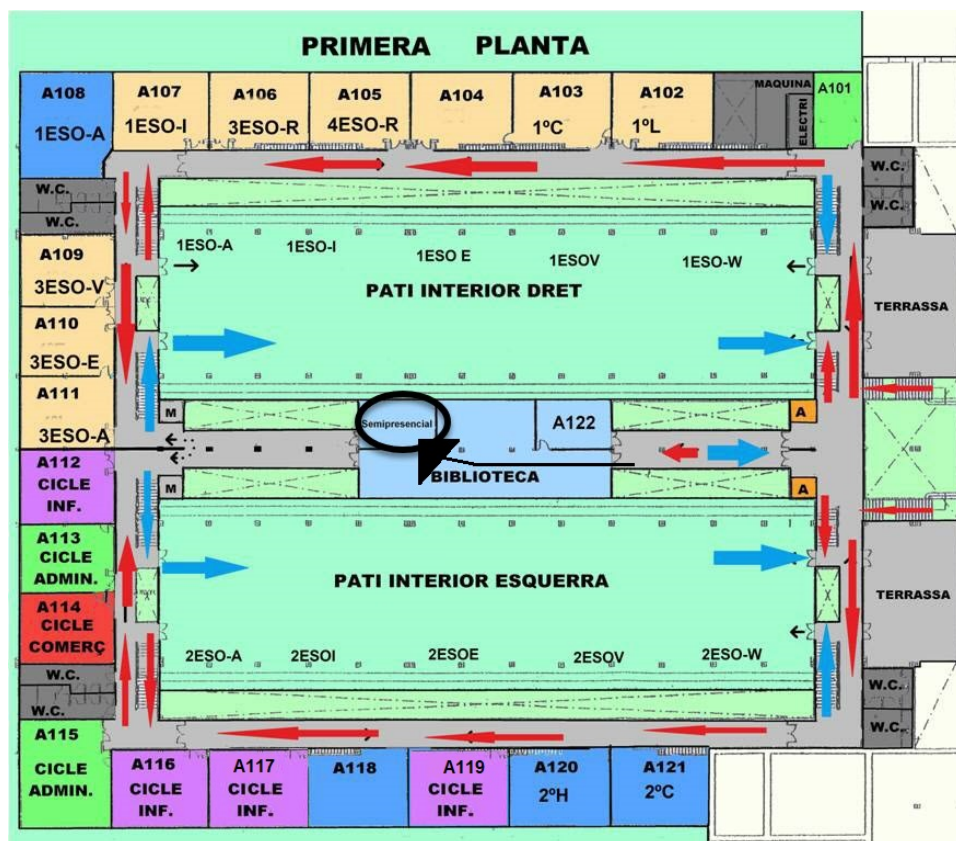 PRIMERA PLANTA
A108
1ESO-A
A107
1ESO-I
A106
3ESO-R
A105
4ESO-R
A104
A103
1ºC
A102
1ºL
MAQUINA
ELECTRI
A101
W.C.
W.C.
W.C.
W.C.
1ESO-A
1ESO-I
1ESO E
1ESOV
1ESO-W
A109
3ESO-V
PATI INTERIOR DRET
TERRASSA
A110
3ESO-E
A111
3ESO-A
M
Semipresencial
A122
A
A112
CICLE
INF.
BIBLIOTECA
M
A
A113
CICLE
ADMIN.
PATI INTERIOR ESQUERRA
TERRASSA
A114
CICLE
COMERÇ
2ESO-A
2ESOI
2ESOE
2ESOV
2ESO-W
W.C.
W.C.
W.C.
W.C.
A115
CICLE
ADMIN.
A116
CICLE
INF.
A117
CICLE
INF.
A118
A119
CICLE
INF.
A120
2ºH
A121
2ºC